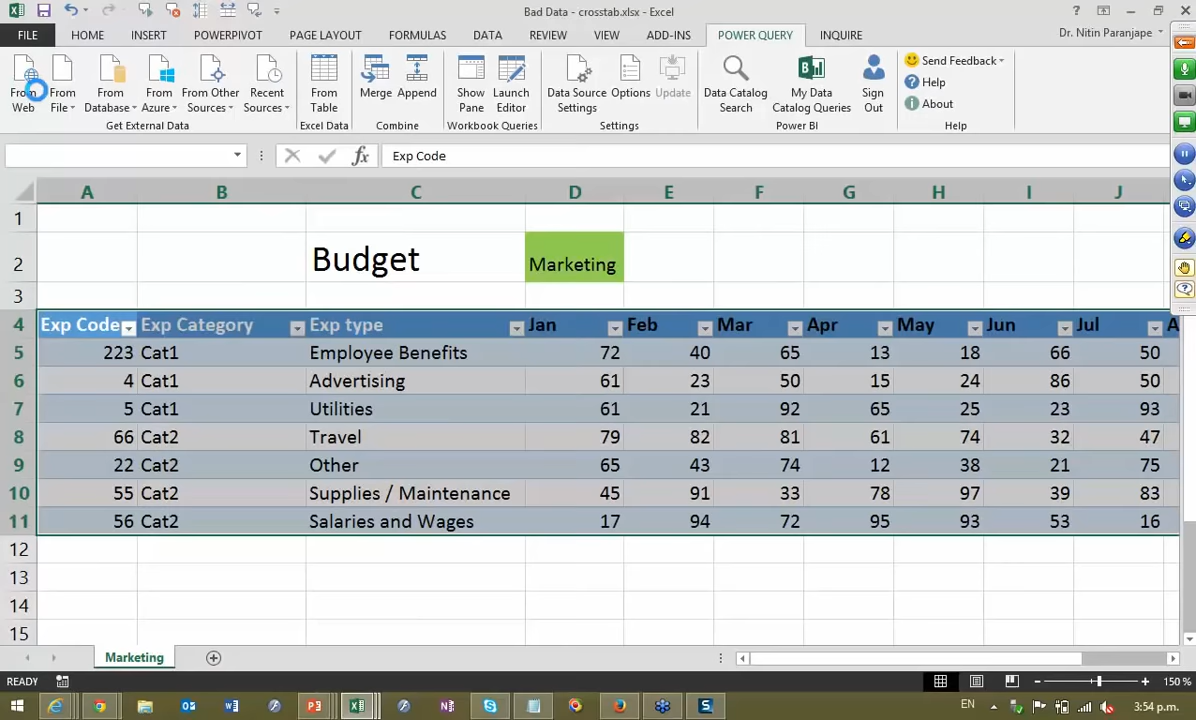 Bad Data - crosstab.xlsx - Excel
FILE HOME INSERT POWERPIVOT PAGE LAYOUT FORMULAS DATA REVIEW VIEW ADD-INS POWER QUERY INQUIRE Dr. Nitin Paranjape
From Web
From File
From Database
From Azure
From Other Sources
Recent Sources
From Table
Merge
Append
Show Pane
Launch Editor
Data Source Settings
Options
Update
Data Catalog Search
My Data Catalog Queries
Sign Out
Send Feedback
Help
About
Get External Data Excel Data Combine Workbook Queries Settings Power BI Help
fx Exp Code
A B C D E F G H I J
1
2 Budget Marketing
3
4 Exp Code Exp Category Exp type Jan Feb Mar Apr May Jun Jul A
5 223 Cat1 Employee Benefits 72 40 65 13 18 66 50
6 4 Cat1 Advertising 61 23 50 15 24 86 50
7 5 Cat1 Utilities 61 21 92 65 25 23 93
8 66 Cat2 Travel 79 82 81 61 74 32 47
9 22 Cat2 Other 65 43 74 12 38 21 75
10 55 Cat2 Supplies / Maintenance 45 91 33 78 97 39 83
11 56 Cat2 Salaries and Wages 17 94 72 95 93 53 16
12
13
14
15
Marketing
READY 150 %
EN 3:54 p.m.